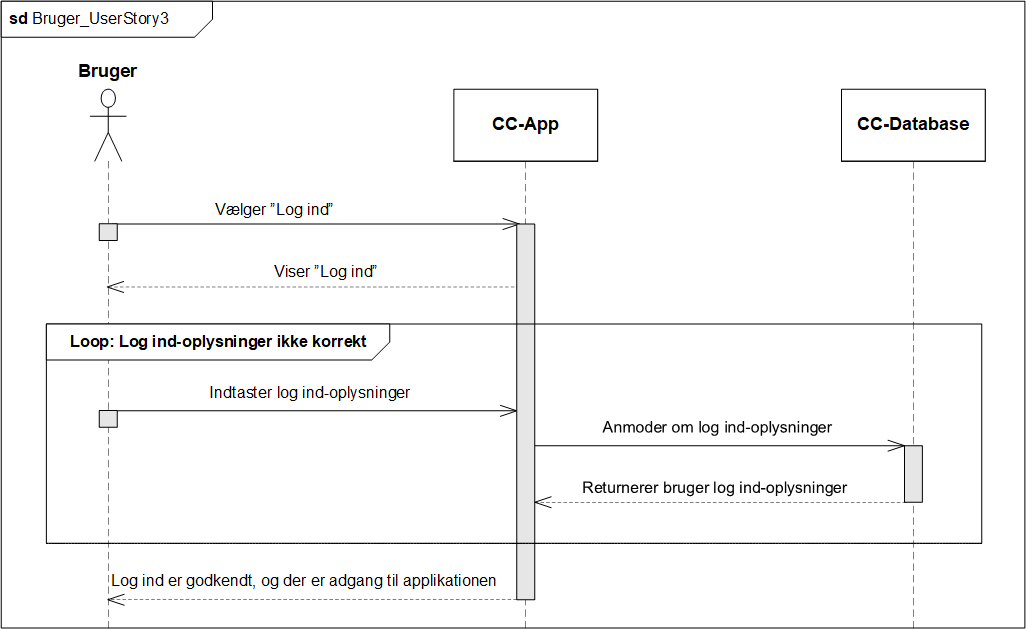 sd Bruger_UserStory3
Bruger
CC-App
CC-Database
Vælger ”Log ind”
Viser ”Log ind”
Loop: Log ind-oplysninger ikke korrekt
Indtaster log ind-oplysninger
Anmoder om log ind-oplysninger
Returnerer bruger log ind-oplysninger
Log ind er godkendt, og der er adgang til applikationen